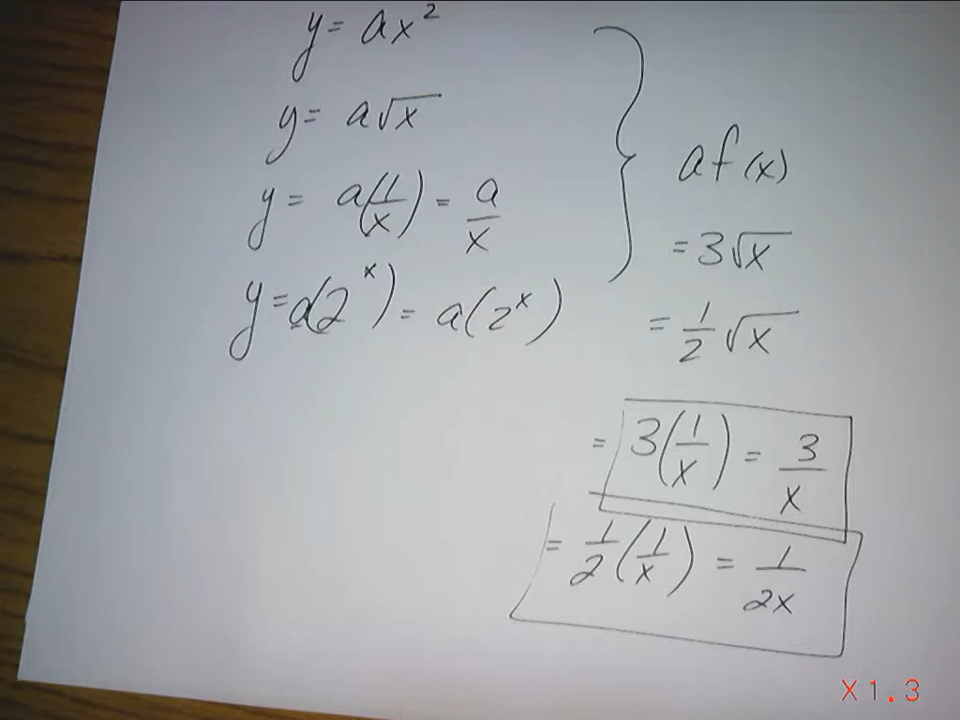 y = ax²
y = a√x
y = a(1/x) = a/x
y = a(2ˣ) = a(2ˣ)
af(x)
= 3√x
= 1/2 √x
= 3(1/x) = 3/x
= 1/2 (1/x) = 1/2x
X1.3